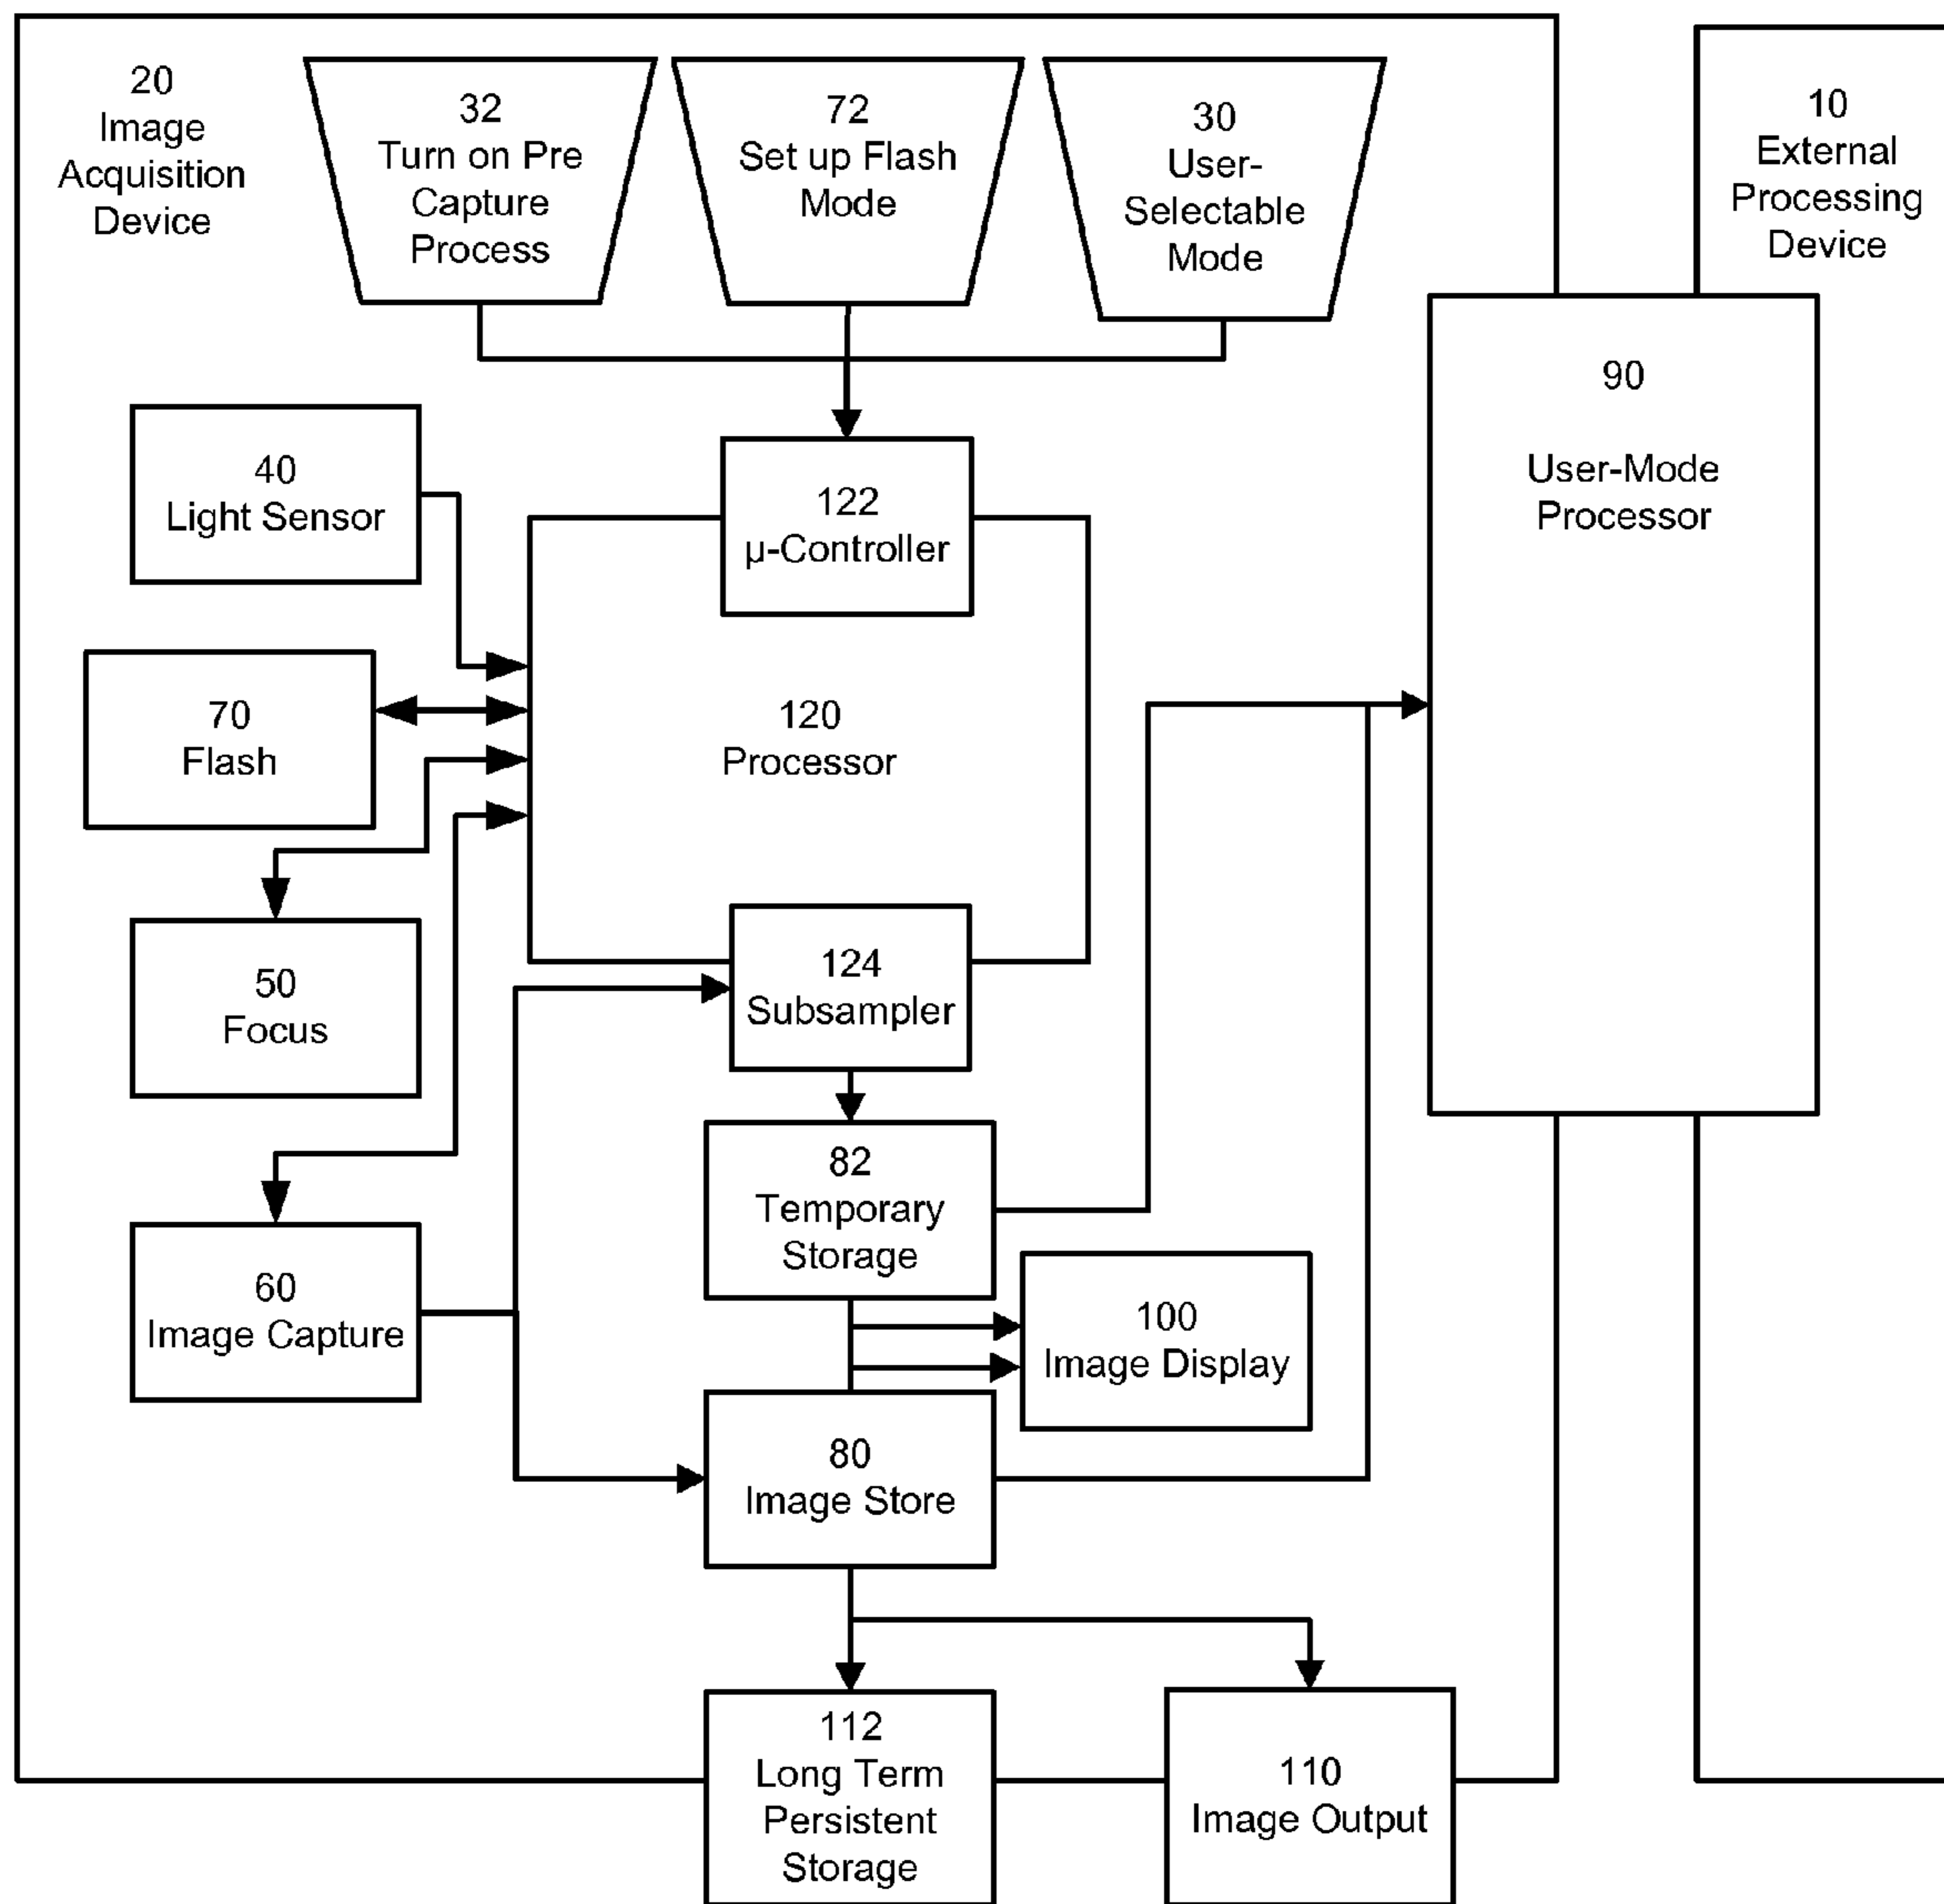 20
Image
Acquisition
Device
32
Turn on Pre
Capture
Process
72
Set up Flash
Mode
30
User-
Selectable
Mode
10
External
Processing
Device
90
User-Mode
Processor
40
Light Sensor
122
µ-Controller
70
Flash
120
Processor
50
Focus
124
Subsampler
82
Temporary
Storage
60
Image Capture
100
Image Display
80
Image Store
112
Long Term
Persistent
Storage
110
Image Output